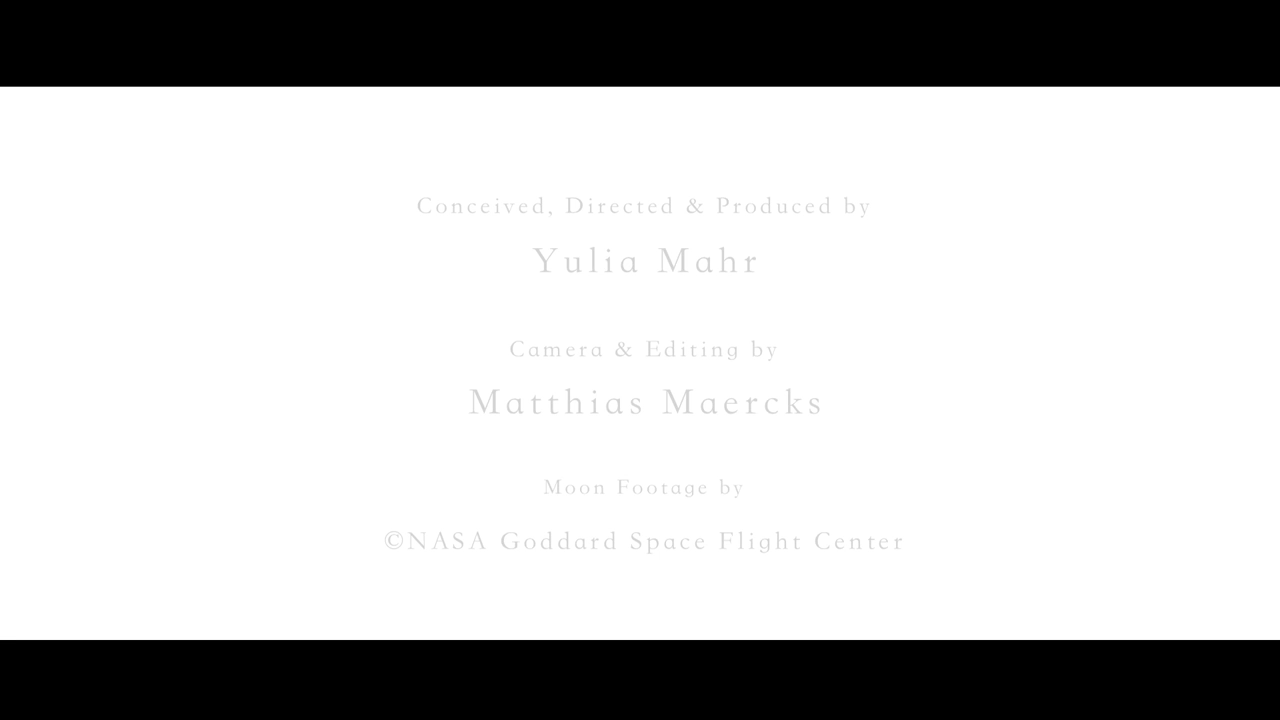 Conceived, Directed & Produced by
Yulia Mahr
Camera & Editing by
Matthias Maercks
Moon Footage by
©NASA Goddard Space Flight Center